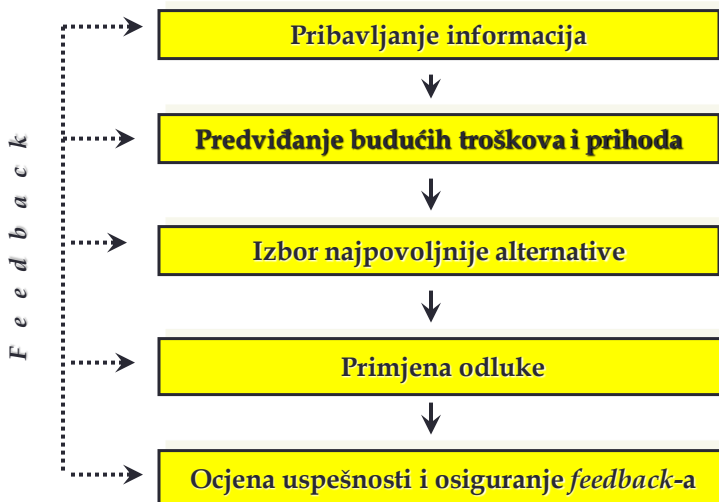 Pribavljanje informacija
Predviđanje budućih troškova i prihoda
Izbor najpovoljnije alternative
Primjena odluke
Ocjena uspešnosti i osiguranje feedback-a
Feedback